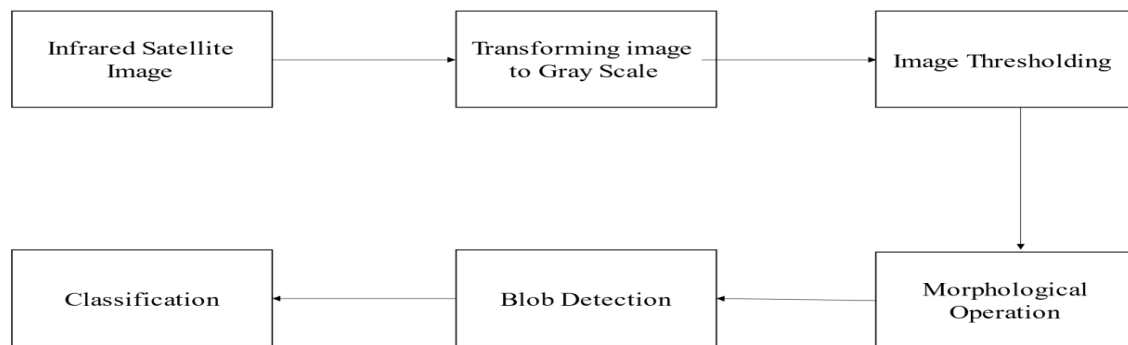 Infrared Satellite
Image
Transforming image
to Gray Scale
Image Thresholding
Morphological
Operation
Blob Detection
Classification